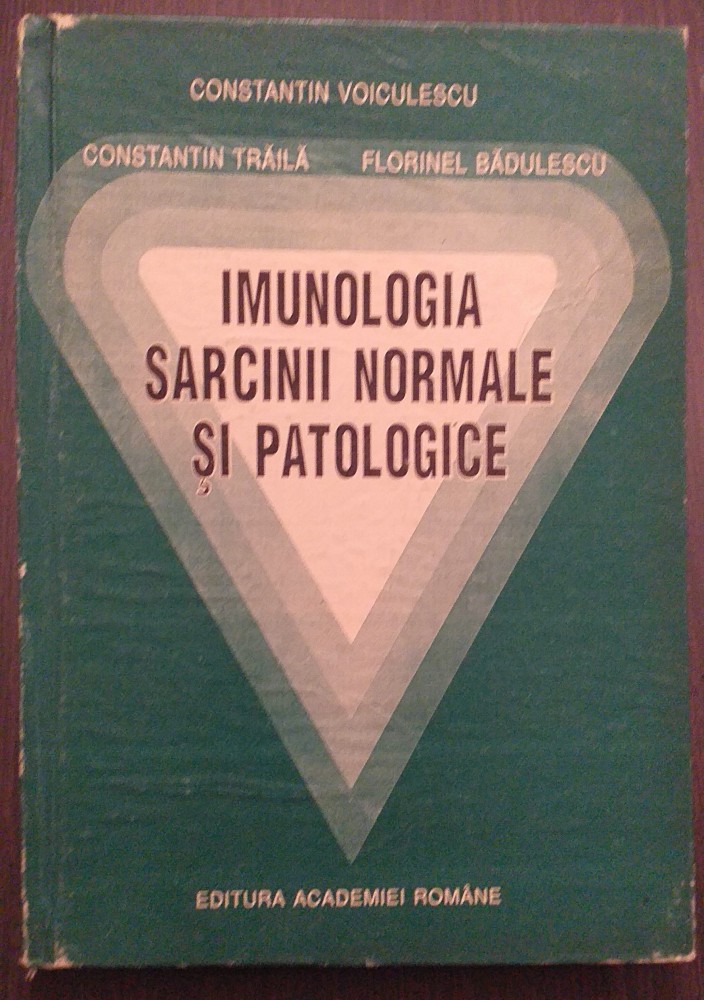 CONSTANTIN VOICULESCU
CONSTANTIN TRĂILĂ FLORINEL BĂDULESCU
IMUNOLOGIA
SARCINII NORMALE
ȘI PATOLOGICE
EDITURA ACADEMIEI ROMÂNE